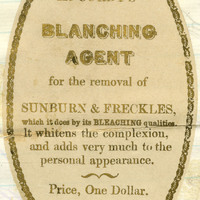 BLANCHING
AGENT
for the removal of
SUNBURN & FRECKLES,
which it does by its BLEACHING qualities.
It whitens the complexion,
and adds very much to the
personal appearance.
Price, One Dollar.